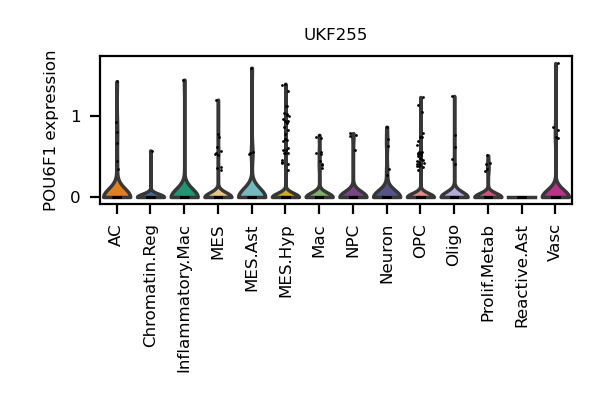 UKF255
POU6F1 expression
1
0
AC
Chromatin.Reg
Inflammatory.Mac
MES
MES.Ast
MES.Hyp
Mac
NPC
Neuron
OPC
Oligo
Prolif.Metab
Reactive.Ast
Vasc